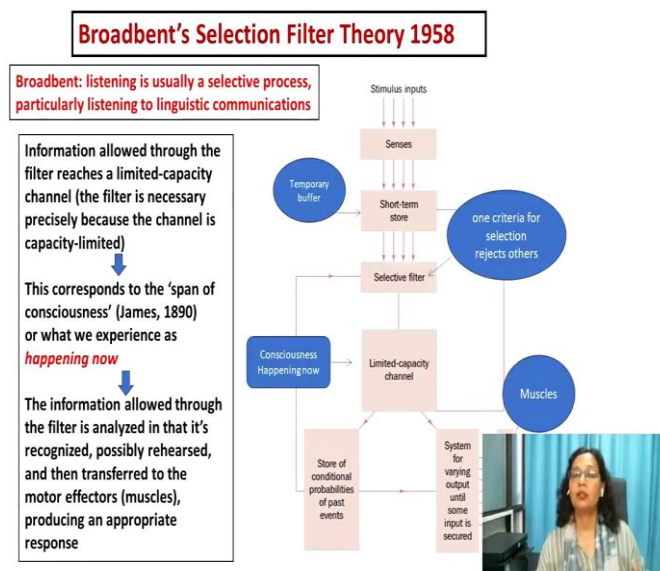 Broadbent's Selection Filter Theory 1958
Broadbent: listening is usually a selective process,
particularly listening to linguistic communications
Information allowed through the
filter reaches a limited-capacity
channel (the filter is necessary
precisely because the channel is
capacity-limited)
This corresponds to the 'span of
consciousness' (James, 1890)
or what we experience as
happening now
The information allowed through
the filter is analyzed in that it's
recognized, possibly rehearsed,
and then transferred to the
motor effectors (muscles),
producing an appropriate
response
Stimulus inputs
Senses
Temporary
buffer
Short-term
store
one criteria for
selection
rejects others
Selective filter
Consciousness
Happening now
Limited-capacity
channel
Muscles
Store of
conditional
probabilities
of past
events
System
for
varying
output
until
some
input is
secured